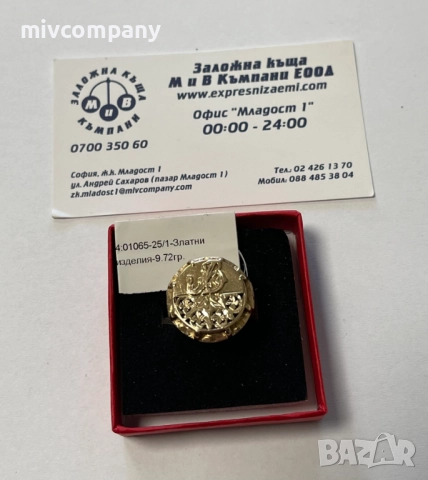 mivcompany
ЗАЛОЖНА КЪЩА
М и В
КЪМПАНИ
Заложна къща
М и В Къмпани ЕООД
www.expresnizaemi.com
Офис "Младост 1"
00:00 - 24:00
0700 350 60
София, ж.к. Младост 1
ул. Андрей Сахаров (пазар Младост 1)
zk.mladost1@mivcompany.com
Тел.: 02 426 13 70
Мобил.: 088 485 38 04
4:01065-25/1-Златни
изделия-9.72гр.
BAZAR.BG